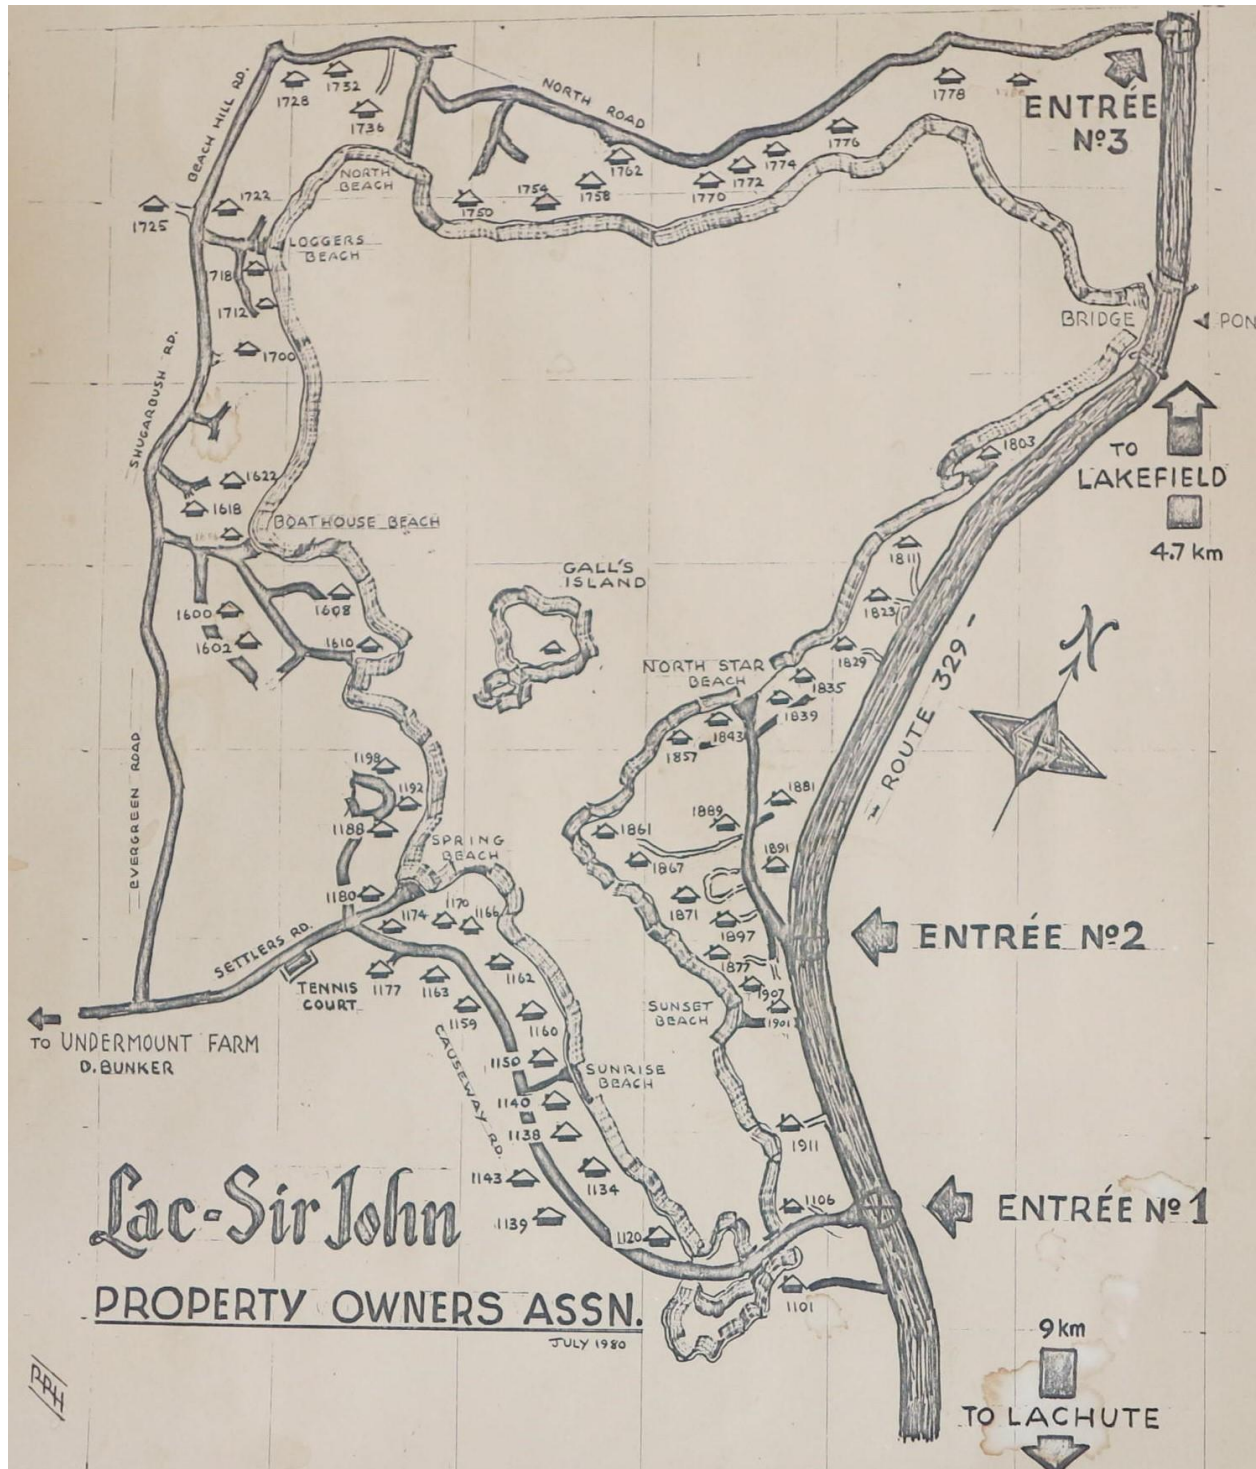 BEACH HILL RD.
1728
1732
1736
NORTH ROAD
1778
ENTRÉE
Nº3
1776
1774
1772
1770
1762
1758
1754
1750
NORTH
BEACH
1725
1722
LOGGERS
BEACH
1718
1712
1700
SHUGARBUSH RD.
BRIDGE
PON
1803
TO
LAKEFIELD
4.7 km
1622
1618
BOATHOUSE BEACH
1811
GALL'S
ISLAND
1600
1608
1823
1602
1610
1829
N
NORTH STAR
BEACH
1835
1839
1843
1857
- ROUTE 329 -
EVERGREEN ROAD
1198
1192
1188
1881
1889
1861
1867
1891
SPRING
BEACH
1180
1174
1170
1166
1871
1897
ENTRÉE Nº2
SETTLERS RD.
TENNIS
COURT
1177
1163
1162
1877
1907
1159
1160
SUNSET
BEACH
1901
TO UNDERMOUNT FARM
D. BUNKER
CAUSEWAY RD.
1150
SUNRISE
BEACH
1140
1138
1911
1143
1134
1139
1120
1106
ENTRÉE Nº1
Lac-Sir John
PROPERTY OWNERS ASSN.
JULY 1980
1101
9 km
TO LACHUTE
PPH